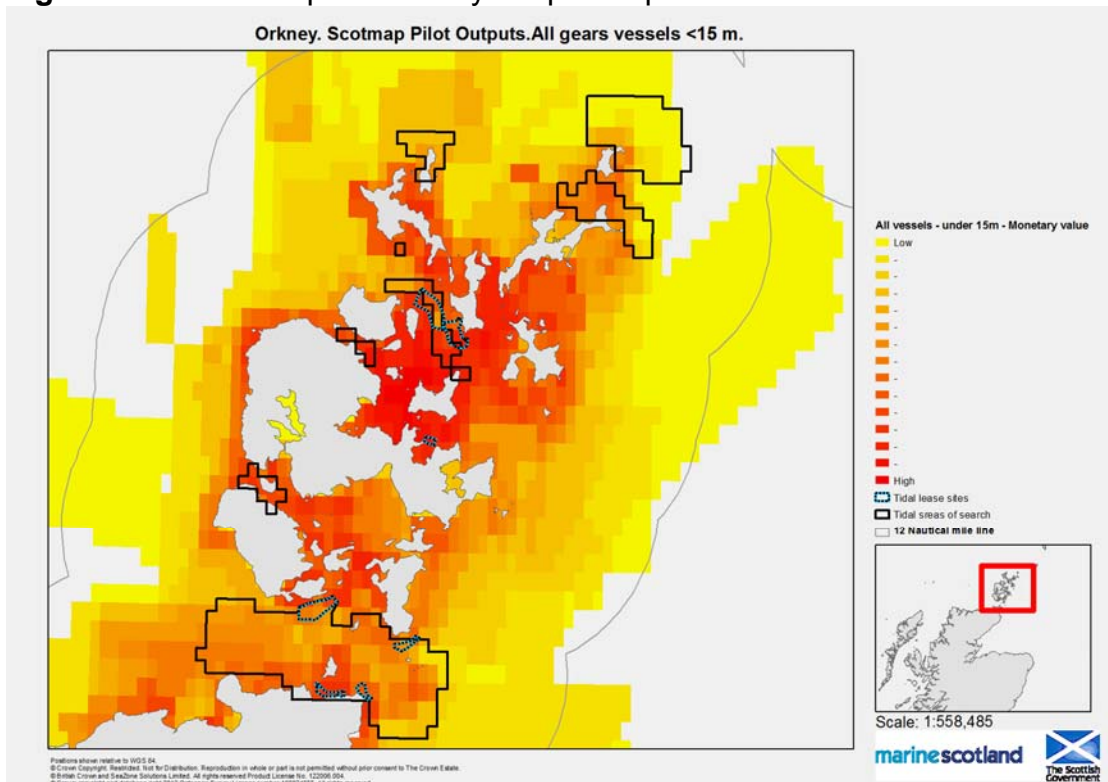 Orkney. Scotmap Pilot Outputs.All gears vessels <15 m.
All vessels - under 15m - Monetary value
Low
-
-
-
-
-
-
-
-
-
-
-
-
-
High
Tidal lease sites
Tidal sreas of search
12 Nautical mile line
Scale: 1:558,485
marinescotland
The Scottish
Government
Positions shown relative to WGS 84.
© Crown Copyright. Restricted. Not for Distribution. Reproduction in whole or part is not permitted without prior consent to The Crown Estate.
© British Crown and SeaZone Solutions Limited. All rights reserved Product License No. 122006.004.